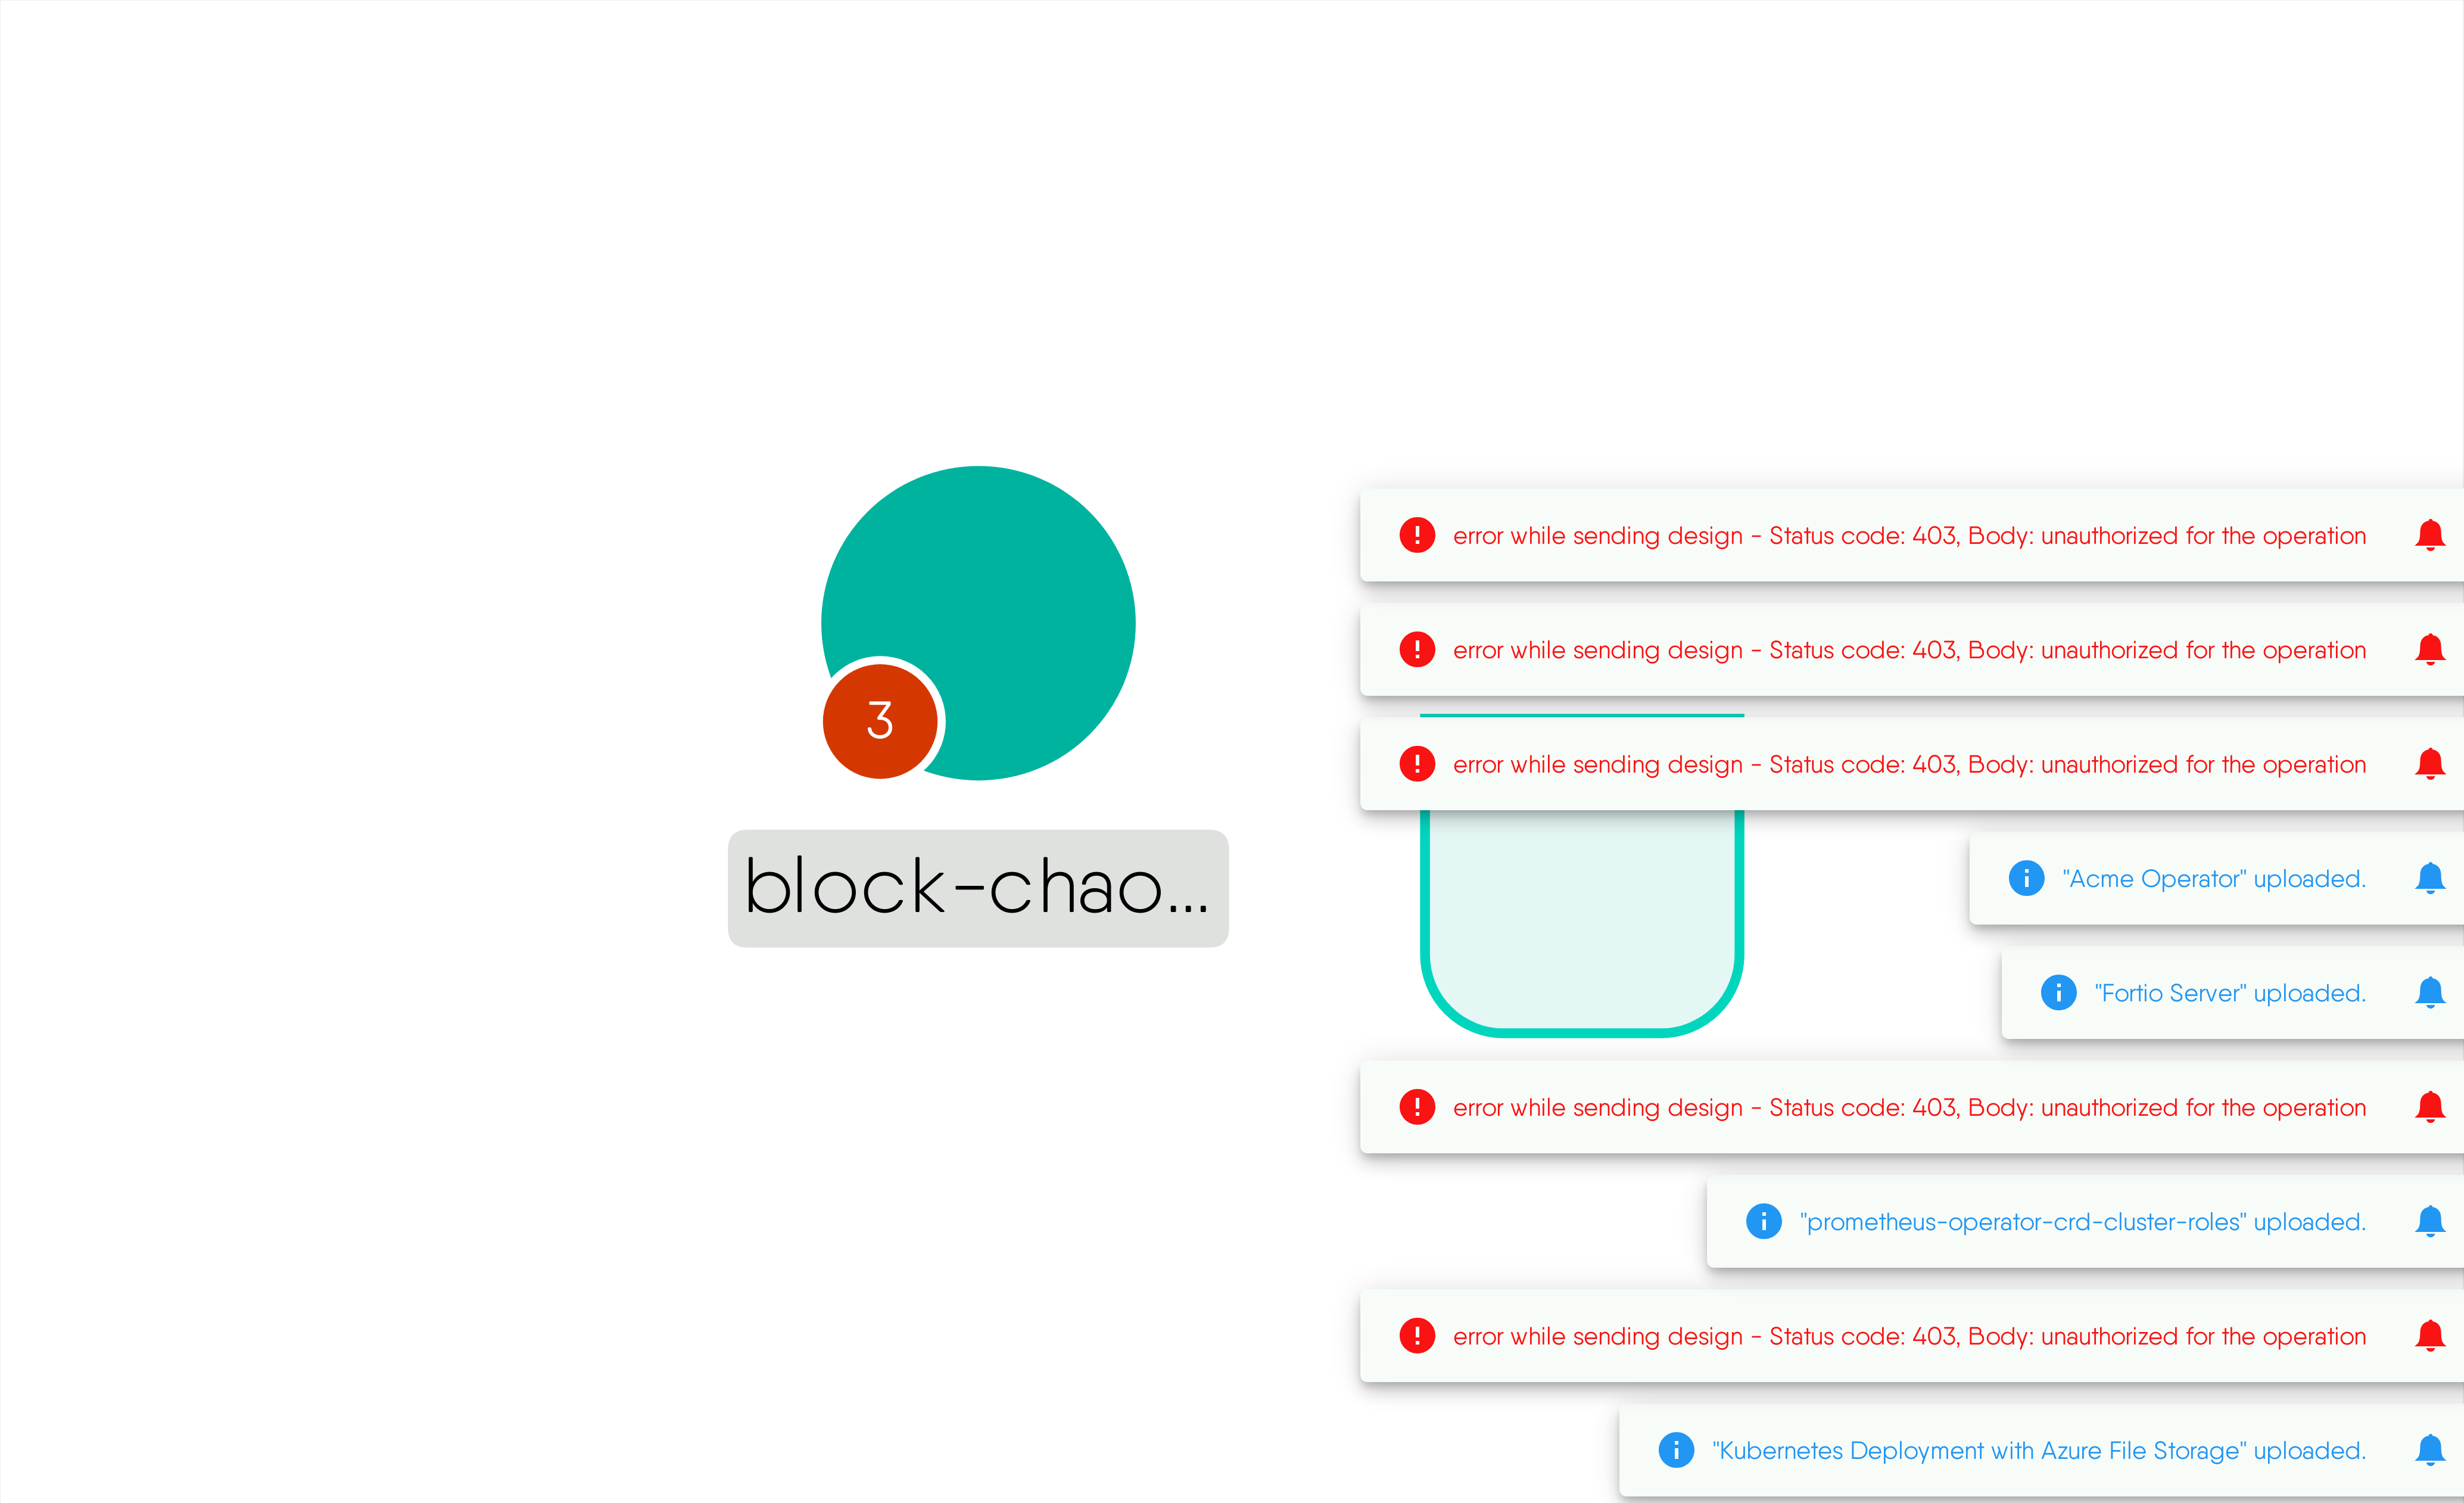 3
block-chao...
error while sending design - Status code: 403, Body: unauthorized for the operation
error while sending design - Status code: 403, Body: unauthorized for the operation
error while sending design - Status code: 403, Body: unauthorized for the operation
"Acme Operator" uploaded.
"Fortio Server" uploaded.
error while sending design - Status code: 403, Body: unauthorized for the operation
"prometheus-operator-crd-cluster-roles" uploaded.
error while sending design - Status code: 403, Body: unauthorized for the operation
"Kubernetes Deployment with Azure File Storage" uploaded.